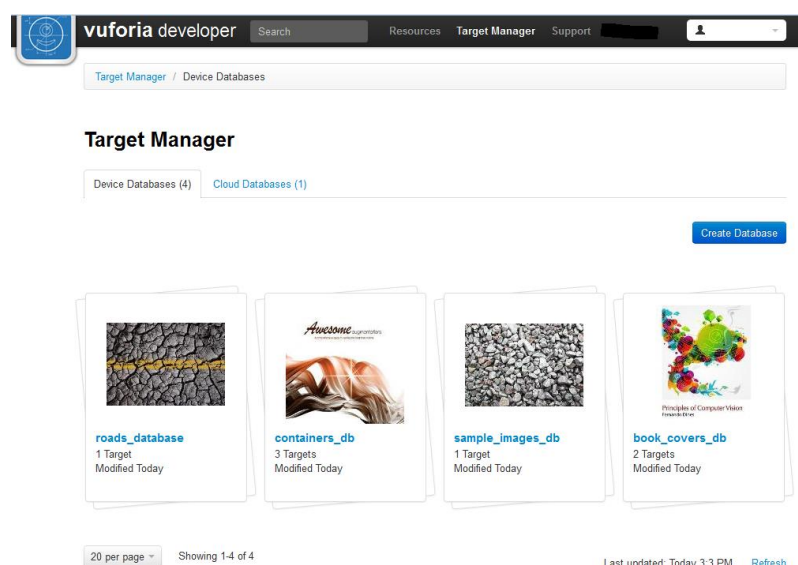 vuforia developer Search Resources Target Manager Support
Target Manager / Device Databases
Target Manager
Device Databases (4) Cloud Databases (1)
Create Database
Awesome augmentations
Principles of Computer Vision
roads_database containers_db sample_images_db book_covers_db
1 Target 3 Targets 1 Target 2 Targets
Modified Today Modified Today Modified Today Modified Today
20 per page Showing 1-4 of 4 Last updated: Today 3:3 PM Refresh